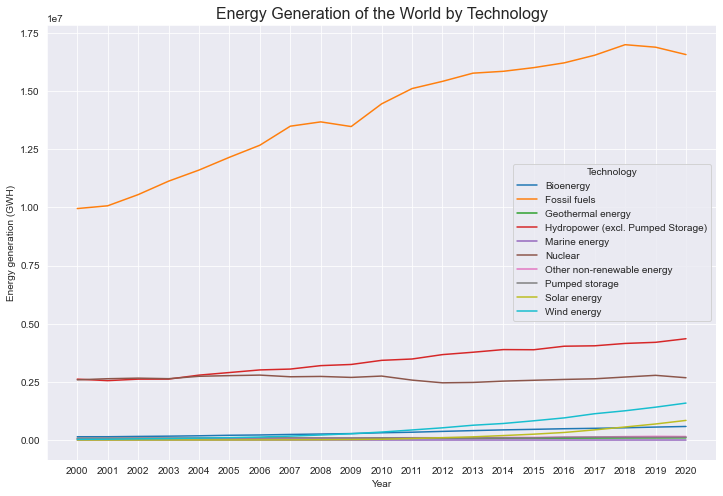 Energy Generation of the World by Technology
1e7
1.75
1.50
1.25
1.00
0.75
0.50
0.25
0.00
Energy generation (GWH)
Technology
Bioenergy
Fossil fuels
Geothermal energy
Hydropower (excl. Pumped Storage)
Marine energy
Nuclear
Other non-renewable energy
Pumped storage
Solar energy
Wind energy
2000 2001 2002 2003 2004 2005 2006 2007 2008 2009 2010 2011 2012 2013 2014 2015 2016 2017 2018 2019 2020
Year